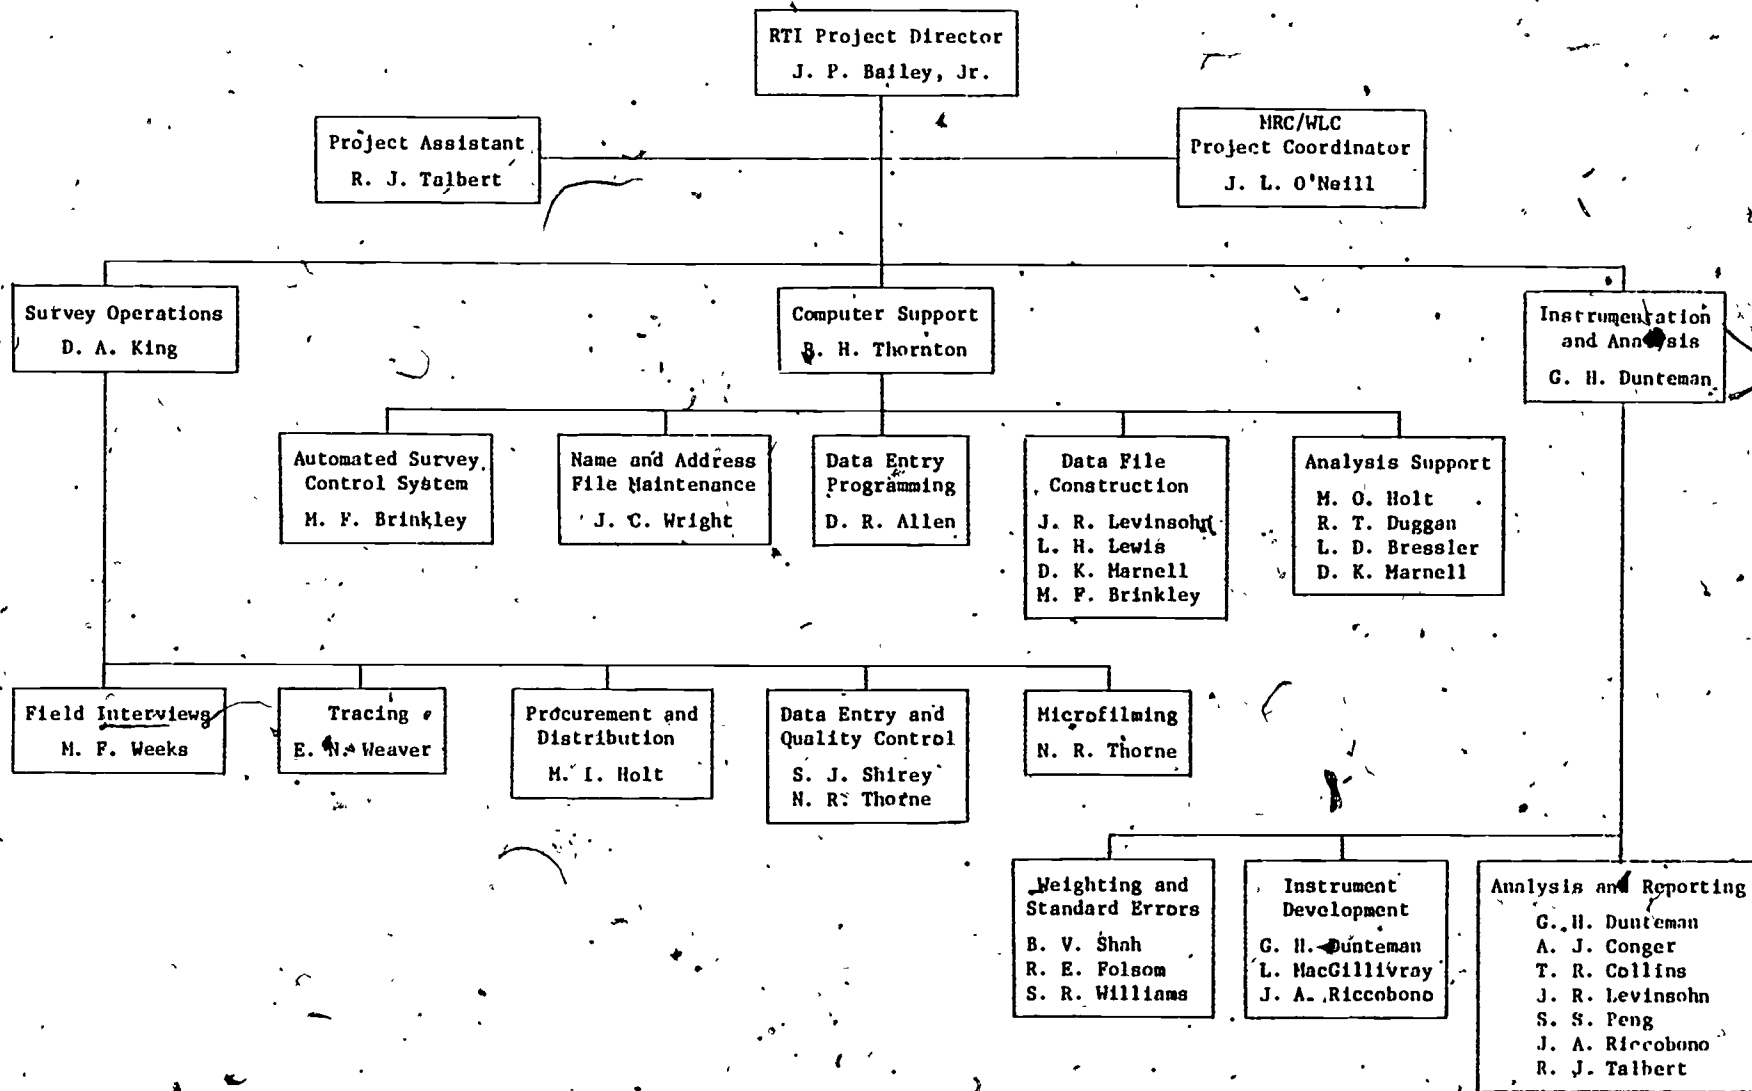 RTI Project Director
J. P. Bailey, Jr.
Project Assistant
R. J. Talbert
MRC/WLC
Project Coordinator
J. L. O'Neill
Survey Operations
D. A. King
Computer Support
B. H. Thornton
Instrumentation
and Analysis
G. H. Dunteman
Automated Survey
Control System
M. F. Brinkley
Name and Address
File Maintenance
J. C. Wright
Data Entry
Programming
D. R. Allen
Data File
Construction
J. R. Levinsohn
L. H. Lewis
D. K. Marnell
M. F. Brinkley
Analysis Support
M. O. Holt
R. T. Duggan
L. D. Bressler
D. K. Marnell
Field Interviews
M. F. Weeks
Tracing
E. N. Weaver
Procurement and
Distribution
M. I. Holt
Data Entry and
Quality Control
S. J. Shirey
N. R. Thorne
Microfilming
N. R. Thorne
Weighting and
Standard Errors
B. V. Shah
R. E. Folsom
S. R. Williams
Instrument
Development
G. H. Dunteman
L. MacGillivray
J. A. Riccobono
Analysis and Reporting
G. H. Dunteman
A. J. Conger
T. R. Collins
J. R. Levinsohn
S. S. Peng
J. A. Riccobono
R. J. Talbert